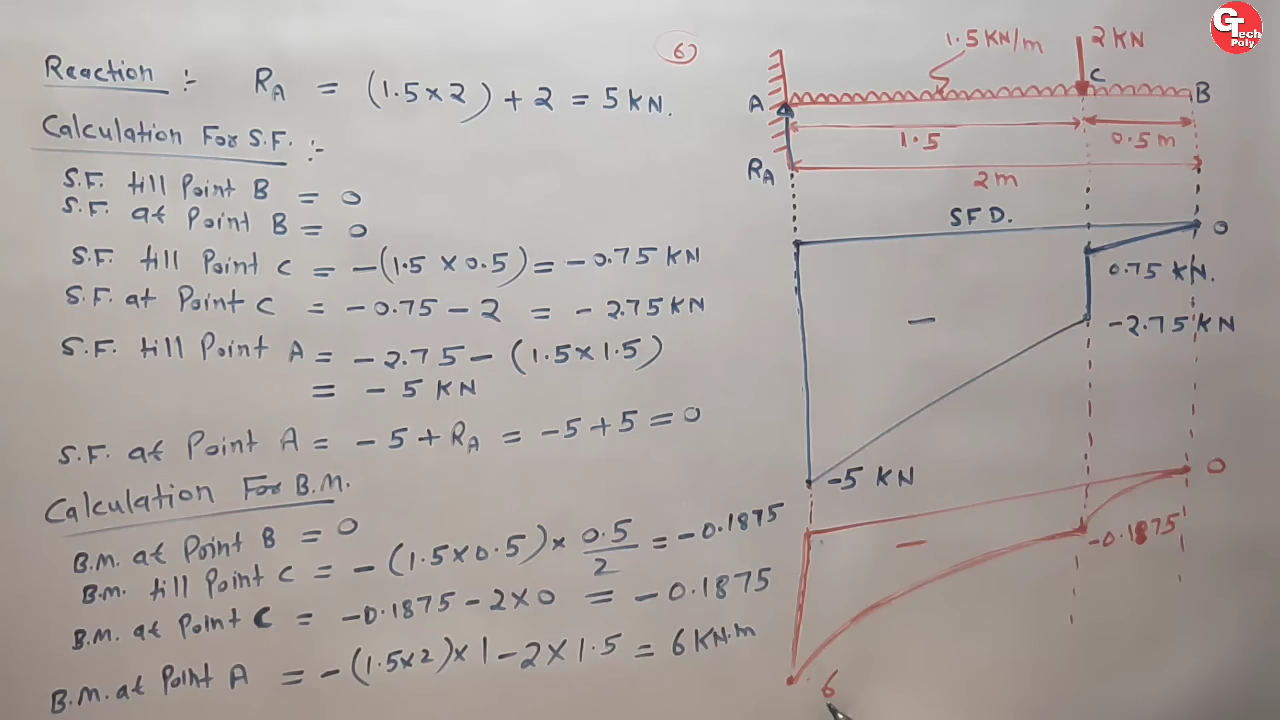 6)
Reaction :- RA = (1.5×2) + 2 = 5 KN.
Calculation For S.F. :-
S.F. till Point B = 0
S.F. at Point B = 0
S.F. till Point C = -(1.5 × 0.5) = -0.75 KN
S.F. at Point C = -0.75 - 2 = -2.75 KN
S.F. till Point A = -2.75 - (1.5×1.5)
= -5 KN
S.F. at Point A = -5 + RA = -5+5 = 0
Calculation For B.M.
B.M. at Point B = 0
B.M. till Point C = -(1.5×0.5) × 0.5/2 = -0.1875
B.M. at Point C = -0.1875 - 2×0 = -0.1875
B.M. at Point A = -(1.5×2)×1 - 2×1.5 = 6 KN.m
1.5 KN/m
2 KN
A
C
B
1.5
0.5 m
RA
2 m
SFD.
0
0.75 KN.
-
-2.75 KN
-5 KN
0
-
-0.1875
6
GTech
Poly